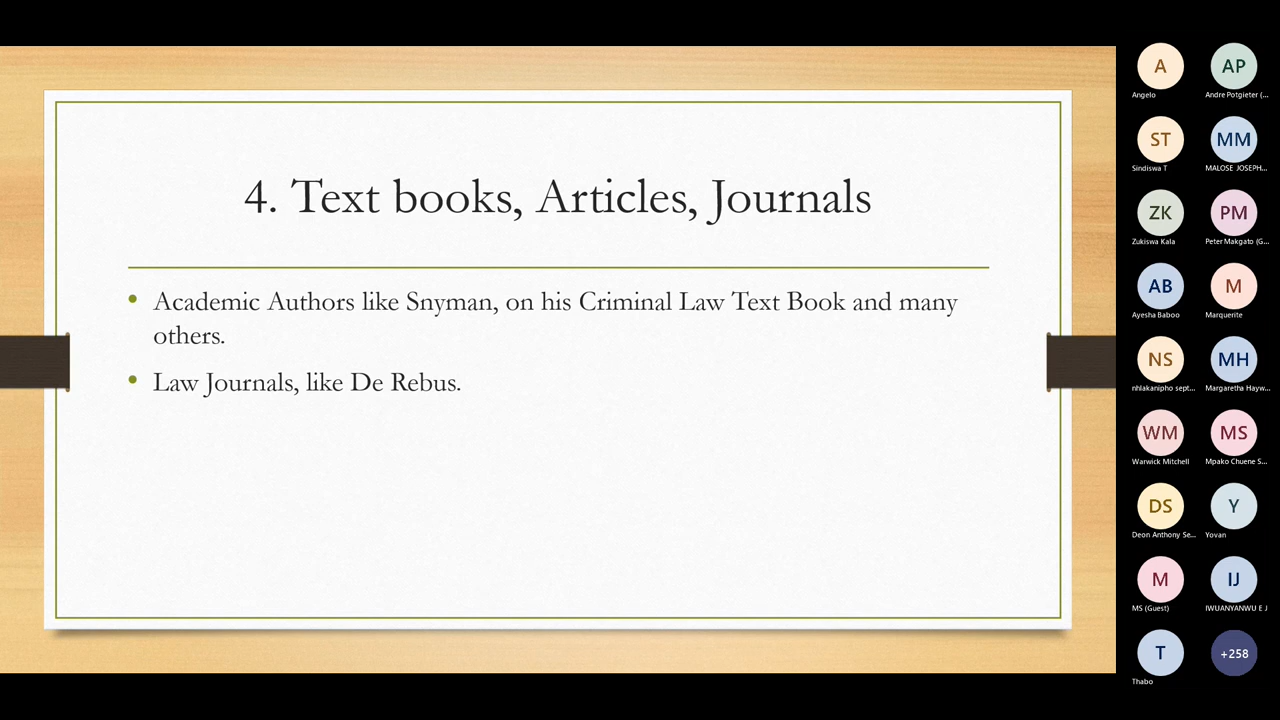 4. Text books, Articles, Journals
• Academic Authors like Snyman, on his Criminal Law Text Book and many
others.
• Law Journals, like De Rebus.
A
Angelo
AP
Andre Potgieter (...
ST
Sindiswa T
MM
MALOSE JOSEPH...
ZK
Zukiswa Kala
PM
Peter Makgato (G...
AB
Ayesha Baboo
M
Marquerite
NS
nhlakanipho sept...
MH
Margaretha Hayw...
WM
Warwick Mitchell
MS
Mpako Chuene S...
DS
Deon Anthony Se...
Y
Yovan
M
MS (Guest)
IJ
IWUANYANWU E J
T
Thabo
+258